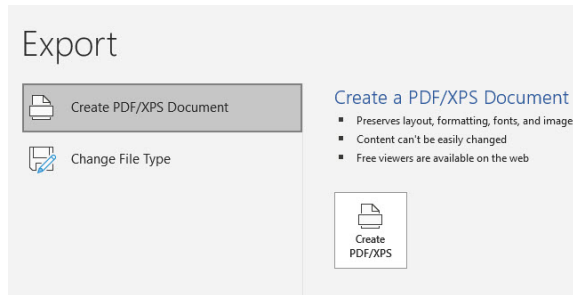 Export
Create PDF/XPS Document
Change File Type
Create a PDF/XPS Document
Preserves layout, formatting, fonts, and image
Content can't be easily changed
Free viewers are available on the web
Create
PDF/XPS